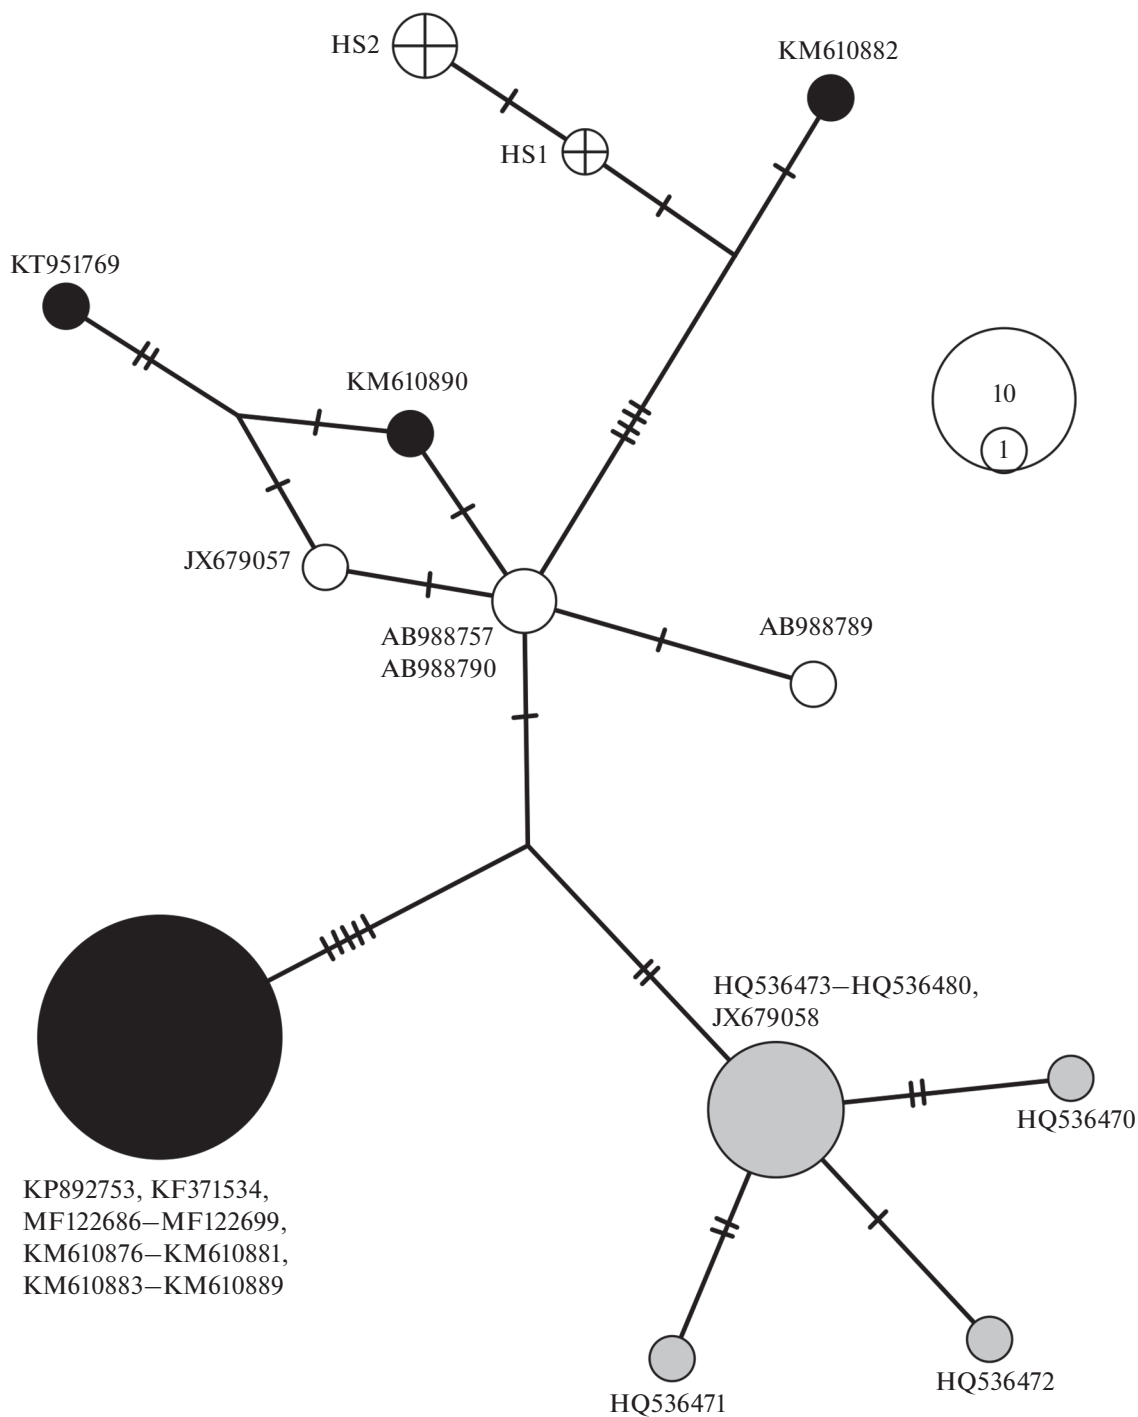 HS2
KM610882
HS1
KT951769
KM610890
10
1
JX679057
AB988757
AB988790
AB988789
HQ536473–HQ536480,
JX679058
HQ536470
KP892753, KF371534,
MF122686–MF122699,
KM610876–KM610881,
KM610883–KM610889
HQ536472
HQ536471